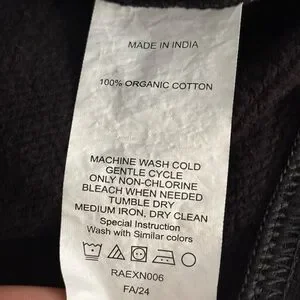 MADE IN INDIA
100% ORGANIC COTTON
MACHINE WASH COLD
GENTLE CYCLE
ONLY NON-CHLORINE
BLEACH WHEN NEEDED
TUMBLE DRY
MEDIUM IRON, DRY CLEAN
Special Instruction
Wash with Similar colors
RAEXN006
FA/24